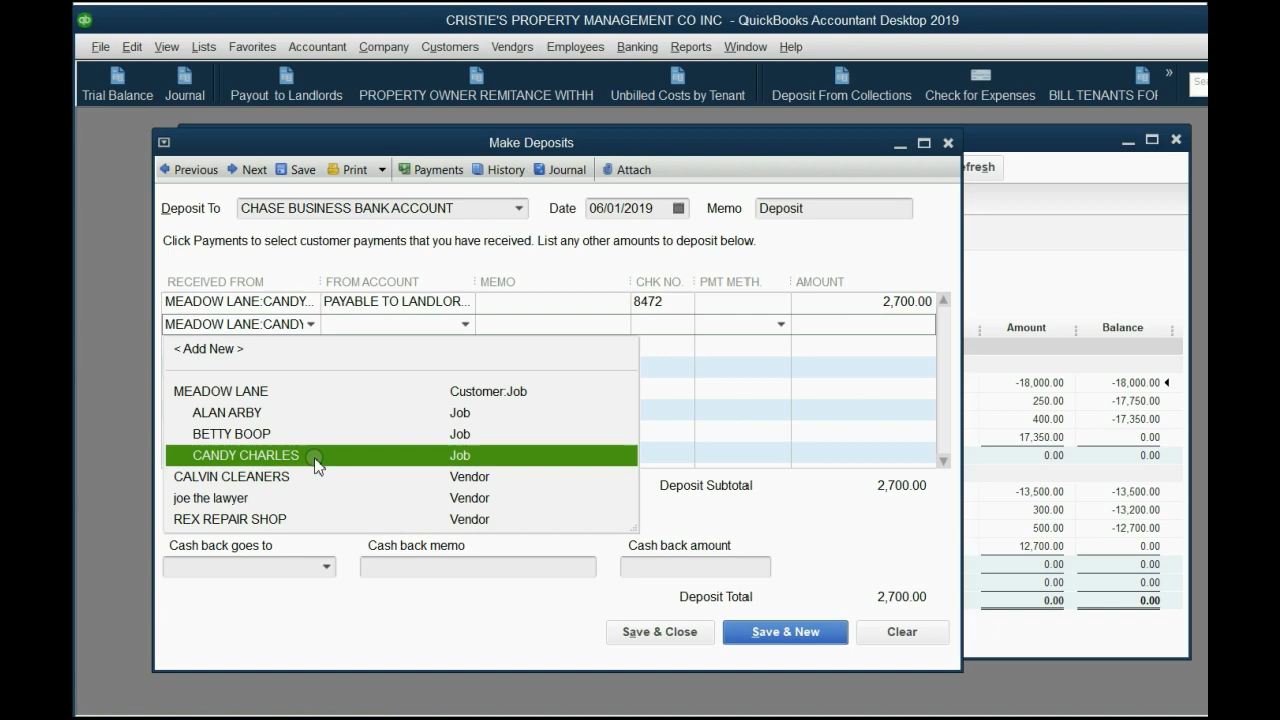 CRISTIE'S PROPERTY MANAGEMENT CO INC - QuickBooks Accountant Desktop 2019
File Edit View Lists Favorites Accountant Company Customers Vendors Employees Banking Reports Window Help
Trial Balance Journal Payout to Landlords PROPERTY OWNER REMITANCE WITHH Unbilled Costs by Tenant Deposit From Collections Check for Expenses BILL TENANTS FOF »
Make Deposits
Previous Next Save Print Payments History Journal Attach
efresh
Deposit To CHASE BUSINESS BANK ACCOUNT Date 06/01/2019 Memo Deposit
Click Payments to select customer payments that you have received. List any other amounts to deposit below.
RECEIVED FROM FROM ACCOUNT MEMO CHK NO. PMT METH. AMOUNT
MEADOW LANE:CANDY... PAYABLE TO LANDLOR... 8472 2,700.00
MEADOW LANE:CANDY
< Add New >
MEADOW LANE Customer:Job
ALAN ARBY Job
BETTY BOOP Job
CANDY CHARLES Job
CALVIN CLEANERS Vendor
joe the lawyer Vendor
REX REPAIR SHOP Vendor
Deposit Subtotal 2,700.00
Cash back goes to Cash back memo Cash back amount
Deposit Total 2,700.00
Save & Close Save & New Clear
Amount Balance
-18,000.00 -18,000.00
250.00 -17,750.00
400.00 -17,350.00
17,350.00 0.00
0.00 0.00
-13,500.00 -13,500.00
300.00 -13,200.00
500.00 -12,700.00
12,700.00 0.00
0.00 0.00
0.00 0.00
0.00 0.00